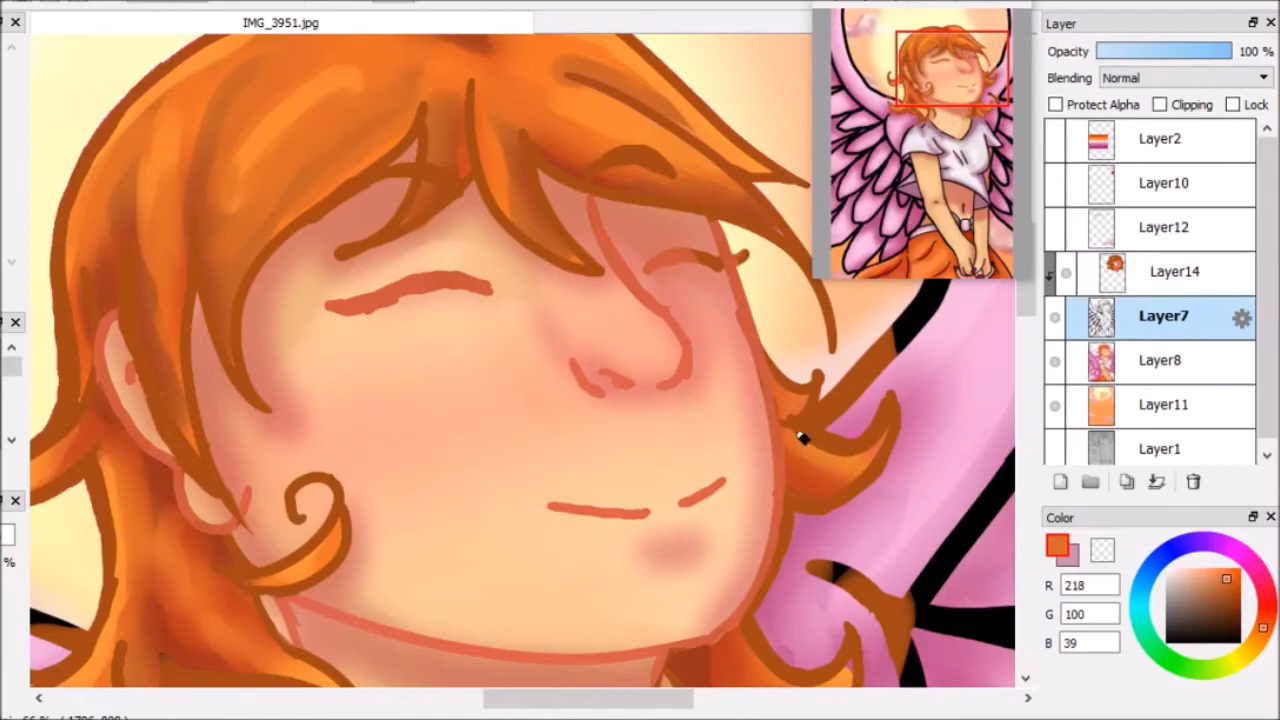 IMG_3951.jpg
Layer
Opacity 100 %
Blending Normal
Protect Alpha Clipping Lock
Layer2
Layer10
Layer12
Layer14
Layer7
Layer8
Layer11
Layer1
Color
R 218
G 100
B 39
%